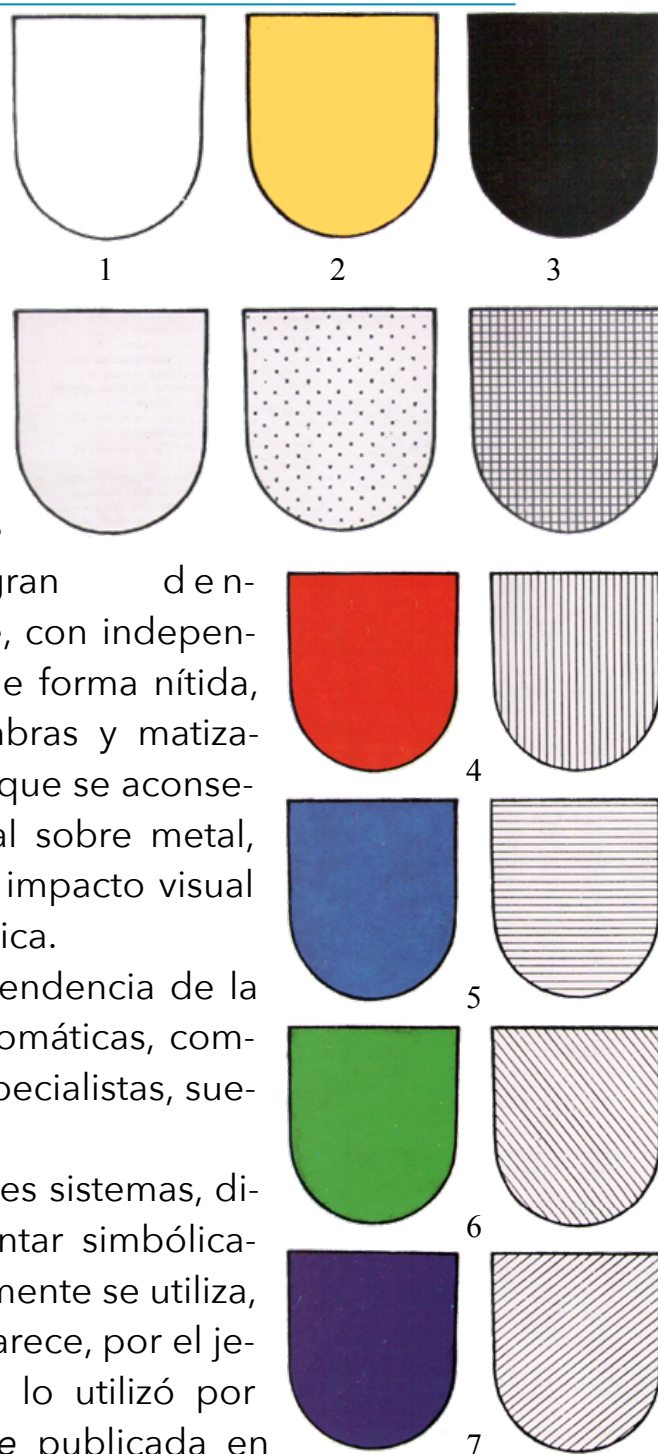 1 2 3
gran den-
, con indepen-
e forma nítida,
bras y matiza-
que se aconse-
al sobre metal,
impacto visual
ica.
endencia de la
omáticas, com-
pecialistas, sue-
es sistemas, di-
ntar simbólica-
mente se utiliza,
arece, por el je-
lo utilizó por
e publicada en
4
5
6
7